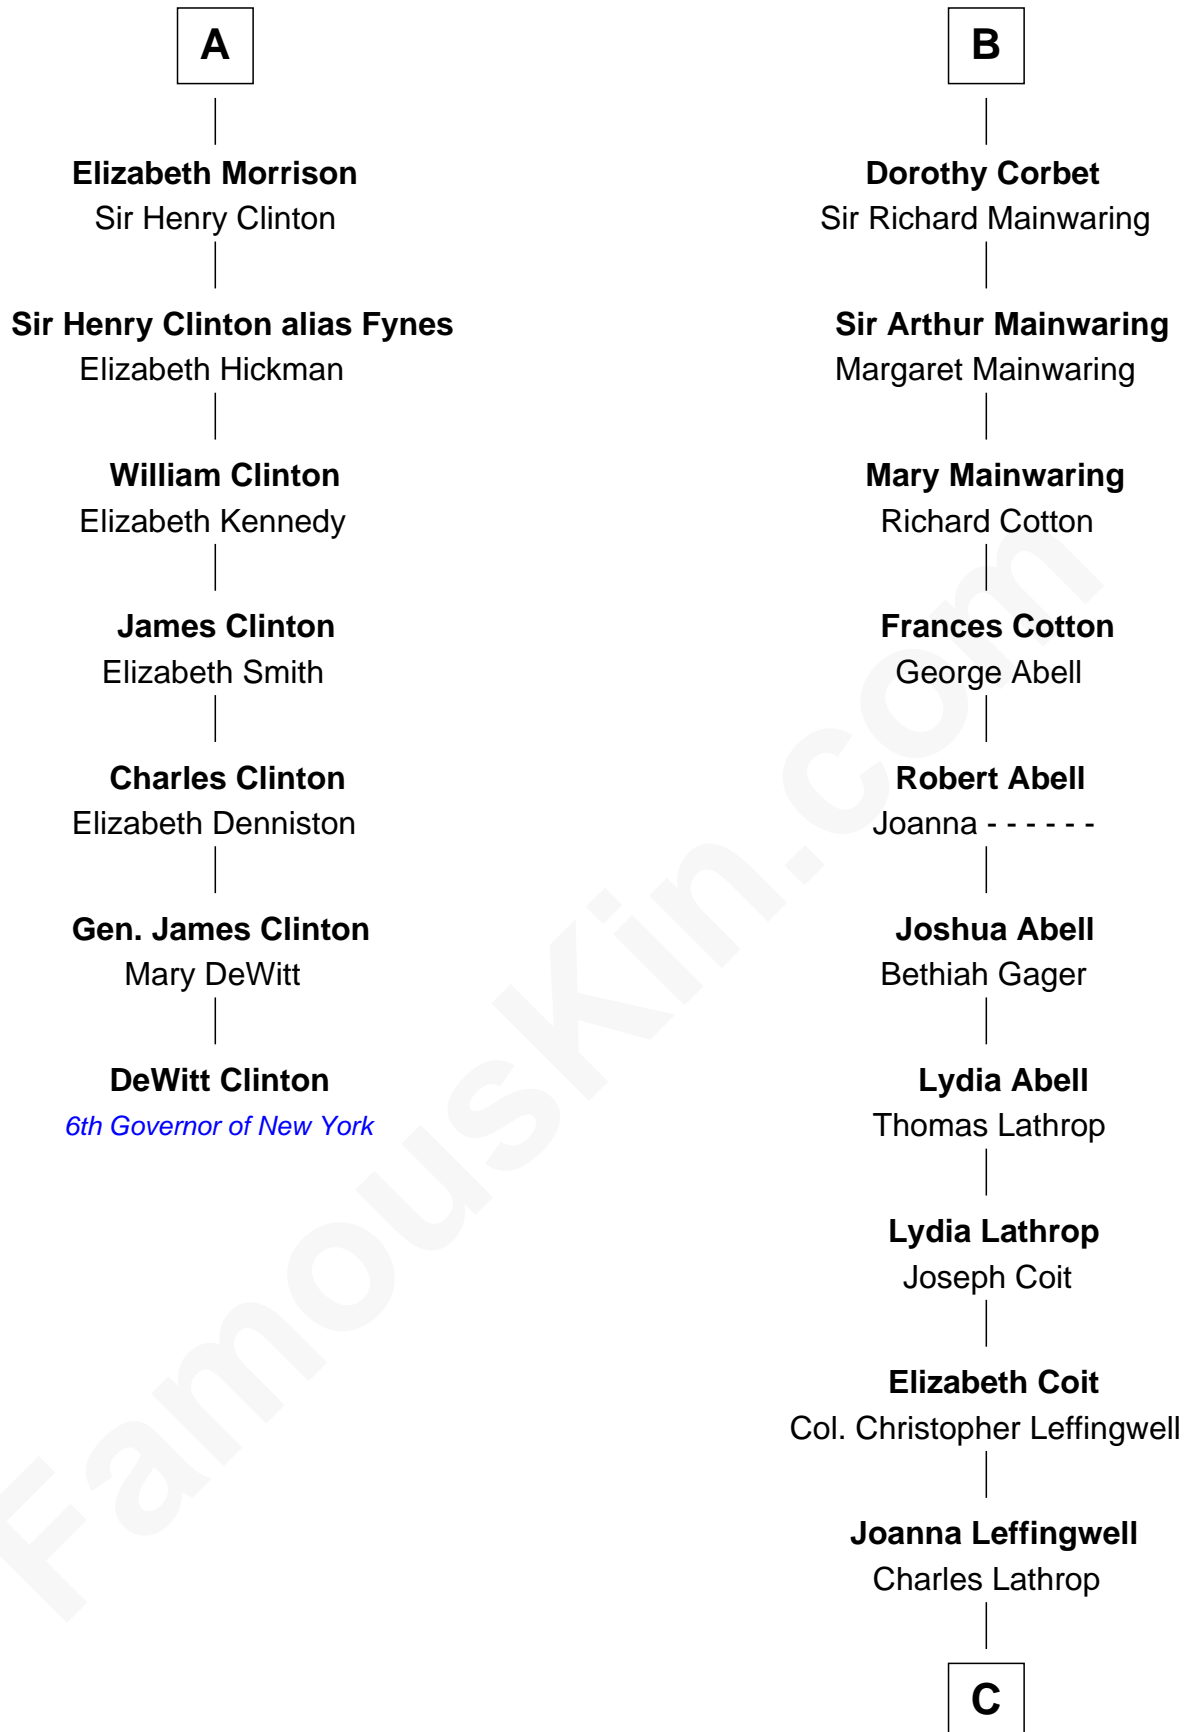 A
Elizabeth Morrison
Sir Henry Clinton
Sir Henry Clinton alias Fynes
Elizabeth Hickman
William Clinton
Elizabeth Kennedy
James Clinton
Elizabeth Smith
Charles Clinton
Elizabeth Denniston
Gen. James Clinton
Mary DeWitt
DeWitt Clinton
6th Governor of New York
B
Dorothy Corbet
Sir Richard Mainwaring
Sir Arthur Mainwaring
Margaret Mainwaring
Mary Mainwaring
Richard Cotton
Frances Cotton
George Abell
Robert Abell
Joanna - - - - - -
Joshua Abell
Bethiah Gager
Lydia Abell
Thomas Lathrop
Lydia Lathrop
Joseph Coit
Elizabeth Coit
Col. Christopher Leffingwell
Joanna Leffingwell
Charles Lathrop
C
FamousKin.com